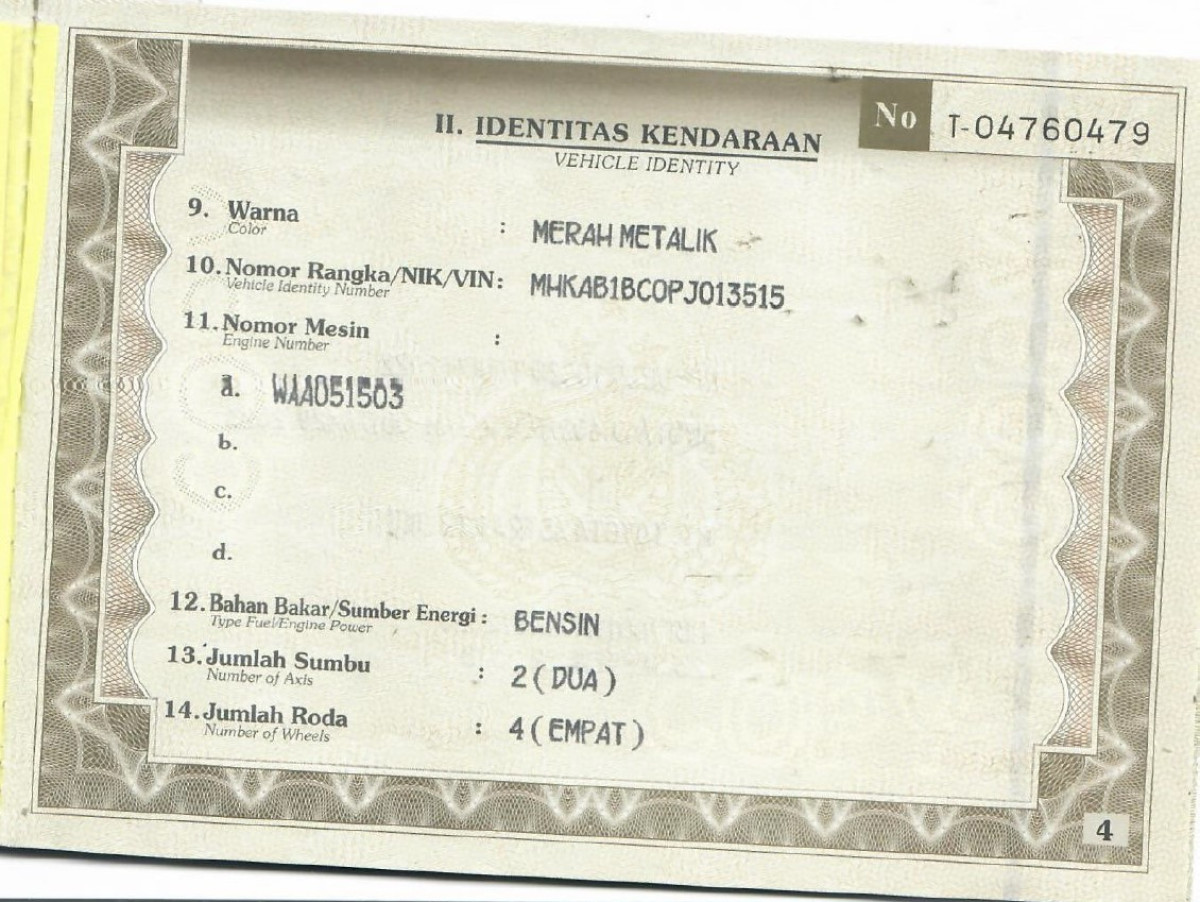 No T-04760479
II. IDENTITAS KENDARAAN
VEHICLE IDENTITY
9. Warna : MERAH METALIK
Color
10. Nomor Rangka/NIK/VIN : MHKAB1BC0PJ013515
Vehicle Identity Number
11. Nomor Mesin :
Engine Number
a. WAA051503
b.
c.
d.
12. Bahan Bakar/Sumber Energi : BENSIN
Type Fuel/Engine Power
13. Jumlah Sumbu : 2 (DUA)
Number of Axis
14. Jumlah Roda : 4 (EMPAT)
Number of Wheels
4